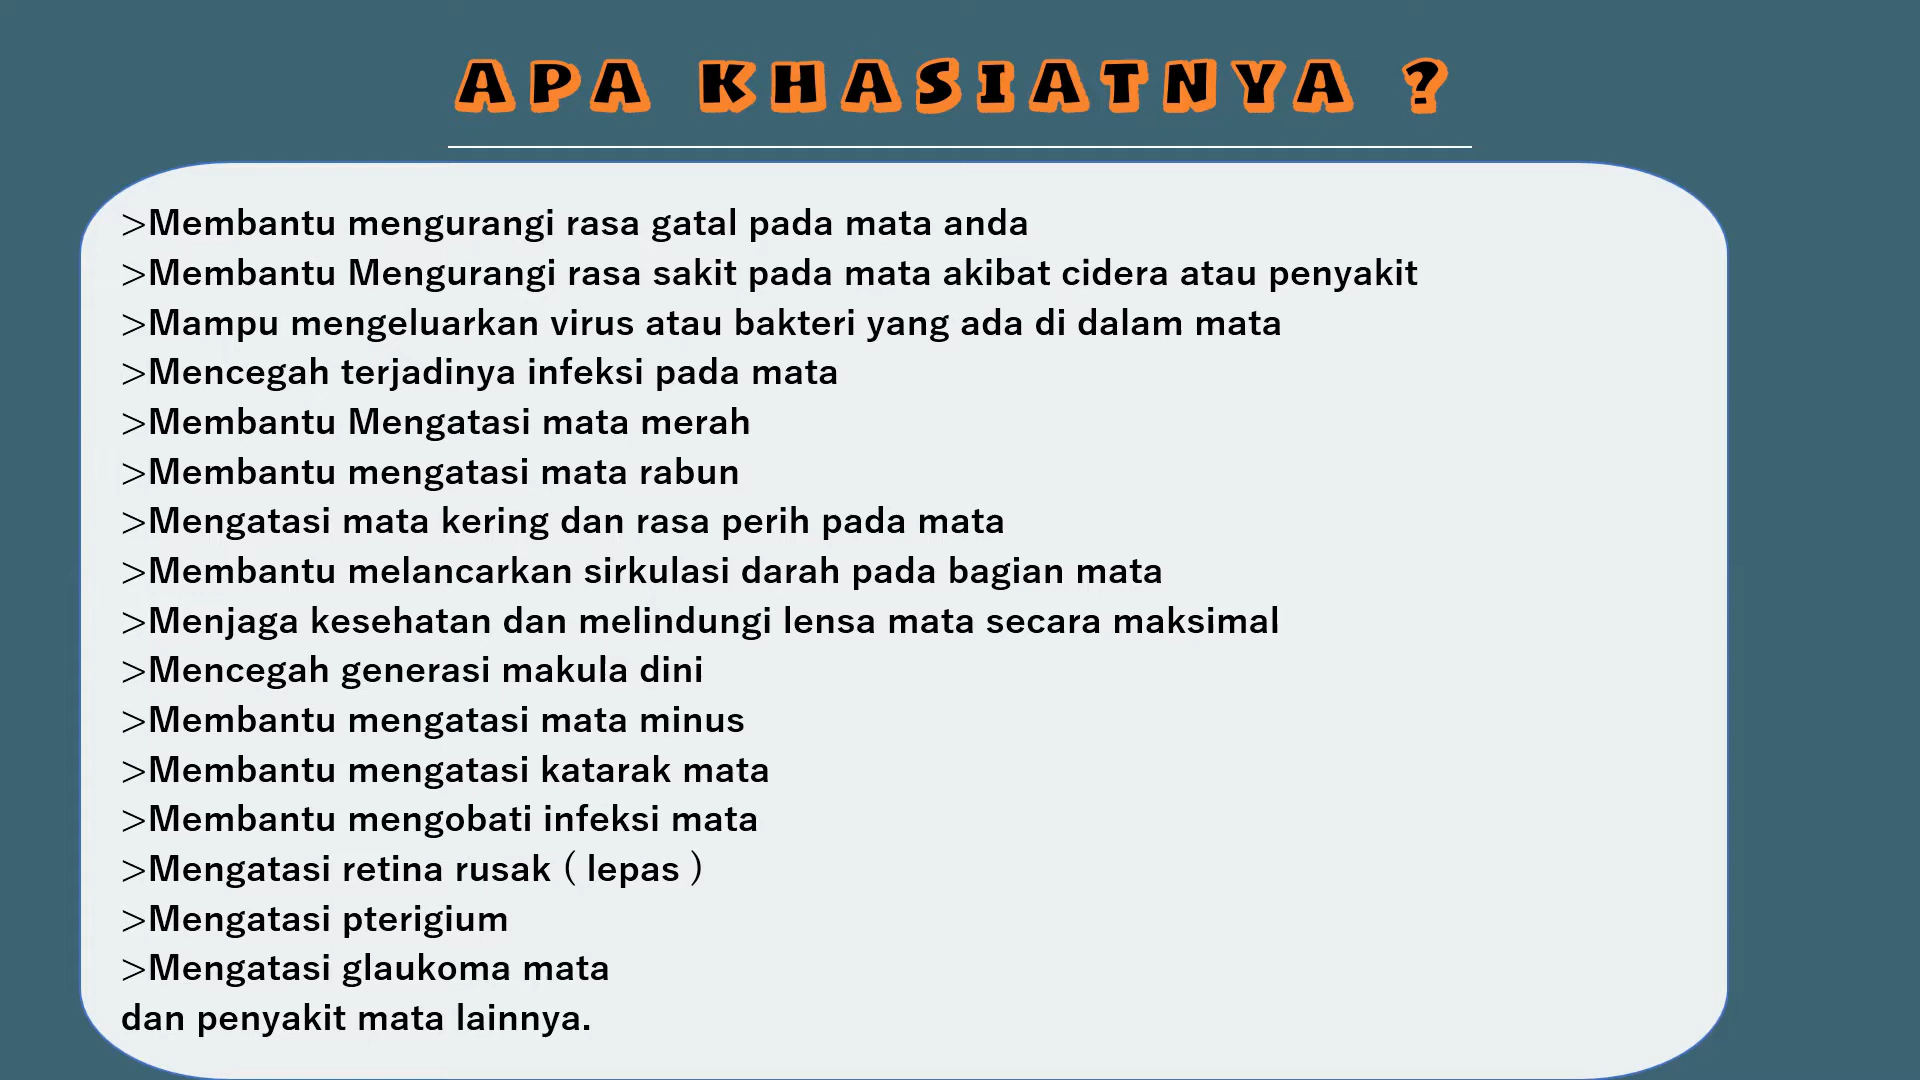 APA KHASIATNYA ?
>Membantu mengurangi rasa gatal pada mata anda
>Membantu Mengurangi rasa sakit pada mata akibat cidera atau penyakit
>Mampu mengeluarkan virus atau bakteri yang ada di dalam mata
>Mencegah terjadinya infeksi pada mata
>Membantu Mengatasi mata merah
>Membantu mengatasi mata rabun
>Mengatasi mata kering dan rasa perih pada mata
>Membantu melancarkan sirkulasi darah pada bagian mata
>Menjaga kesehatan dan melindungi lensa mata secara maksimal
>Mencegah generasi makula dini
>Membantu mengatasi mata minus
>Membantu mengatasi katarak mata
>Membantu mengobati infeksi mata
>Mengatasi retina rusak ( lepas )
>Mengatasi pterigium
>Mengatasi glaukoma mata
dan penyakit mata lainnya.